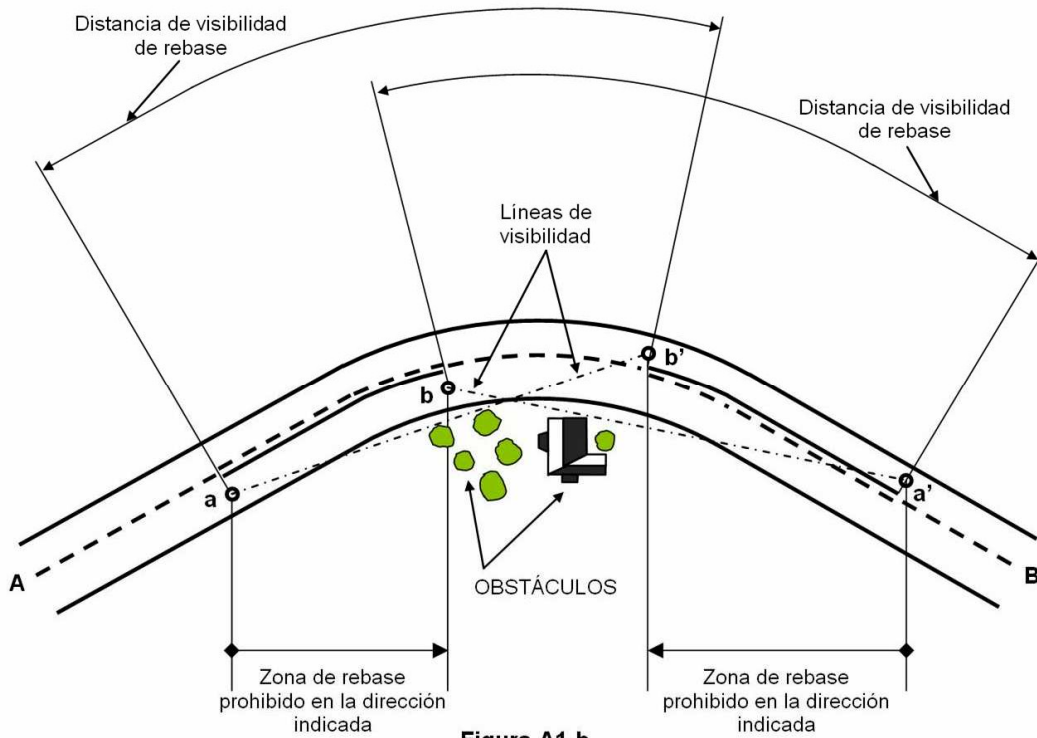 Distancia de visibilidad
de rebase
Distancia de visibilidad
de rebase
Líneas de
visibilidad
b'
b
a
a'
A
B
OBSTÁCULOS
Zona de rebase
prohibido en la dirección
indicada
Zona de rebase
prohibido en la dirección
indicada
Figura A1.b